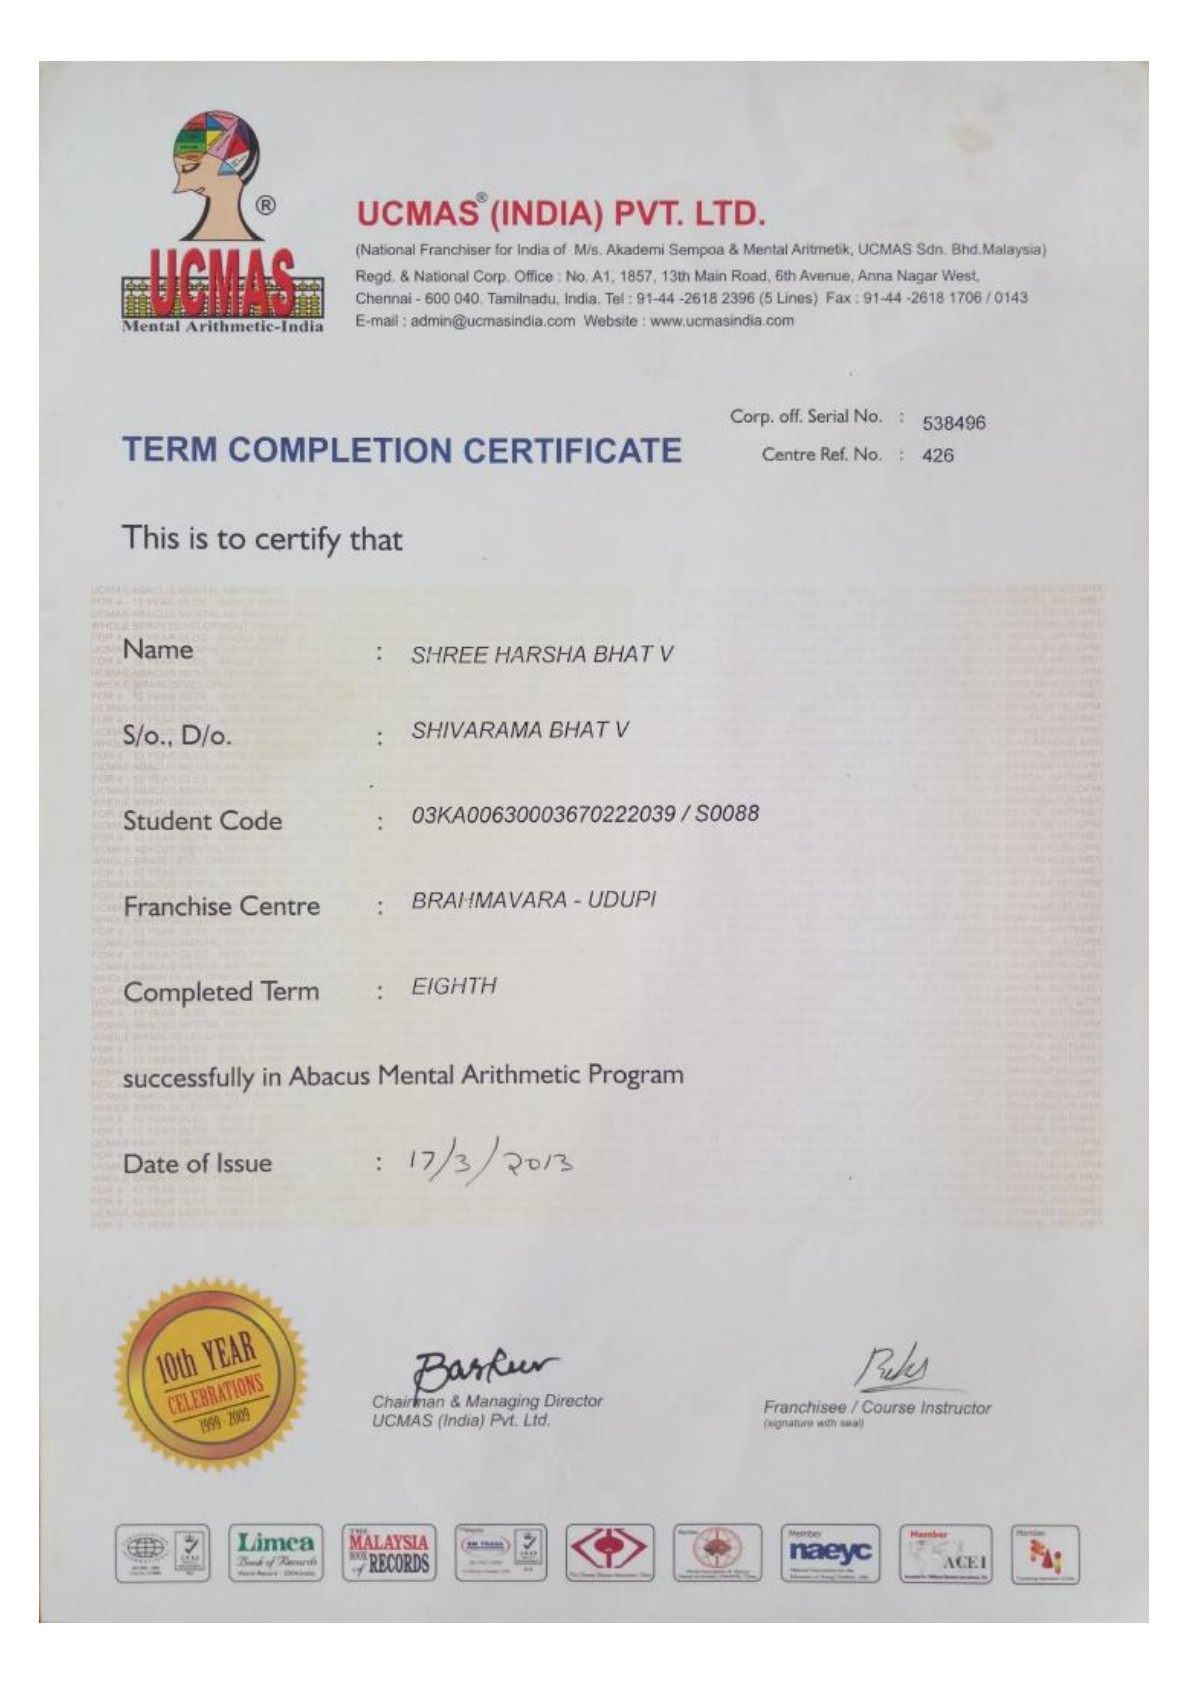 ®
UCMAS
Mental Arithmetic-India
UCMAS® (INDIA) PVT. LTD.
(National Franchiser for India of M/s. Akademi Sempoa & Mental Aritmetik, UCMAS Sdn. Bhd.Malaysia)
Regd. & National Corp. Office : No. A1, 1857, 13th Main Road, 6th Avenue, Anna Nagar West,
Chennai - 600 040. Tamilnadu, India. Tel : 91-44 -2618 2396 (5 Lines) Fax : 91-44 -2618 1706 / 0143
E-mail : admin@ucmasindia.com Website : www.ucmasindia.com
Corp. off. Serial No. : 538496
TERM COMPLETION CERTIFICATE
Centre Ref. No. : 426
This is to certify that
Name : SHREE HARSHA BHAT V
S/o., D/o. : SHIVARAMA BHAT V
Student Code : 03KA00630003670222039 / S0088
Franchise Centre : BRAHMAVARA - UDUPI
Completed Term : EIGHTH
successfully in Abacus Mental Arithmetic Program
Date of Issue : 17/3/2013
10th YEAR
CELEBRATIONS
1999 - 2009
Chairman & Managing Director
UCMAS (India) Pvt. Ltd.
Franchisee / Course Instructor
(signature with seal)
Limca
Book of Records
THE
MALAYSIA
BOOK
of RECORDS
Member
naeyc
Member
ACEI
Member